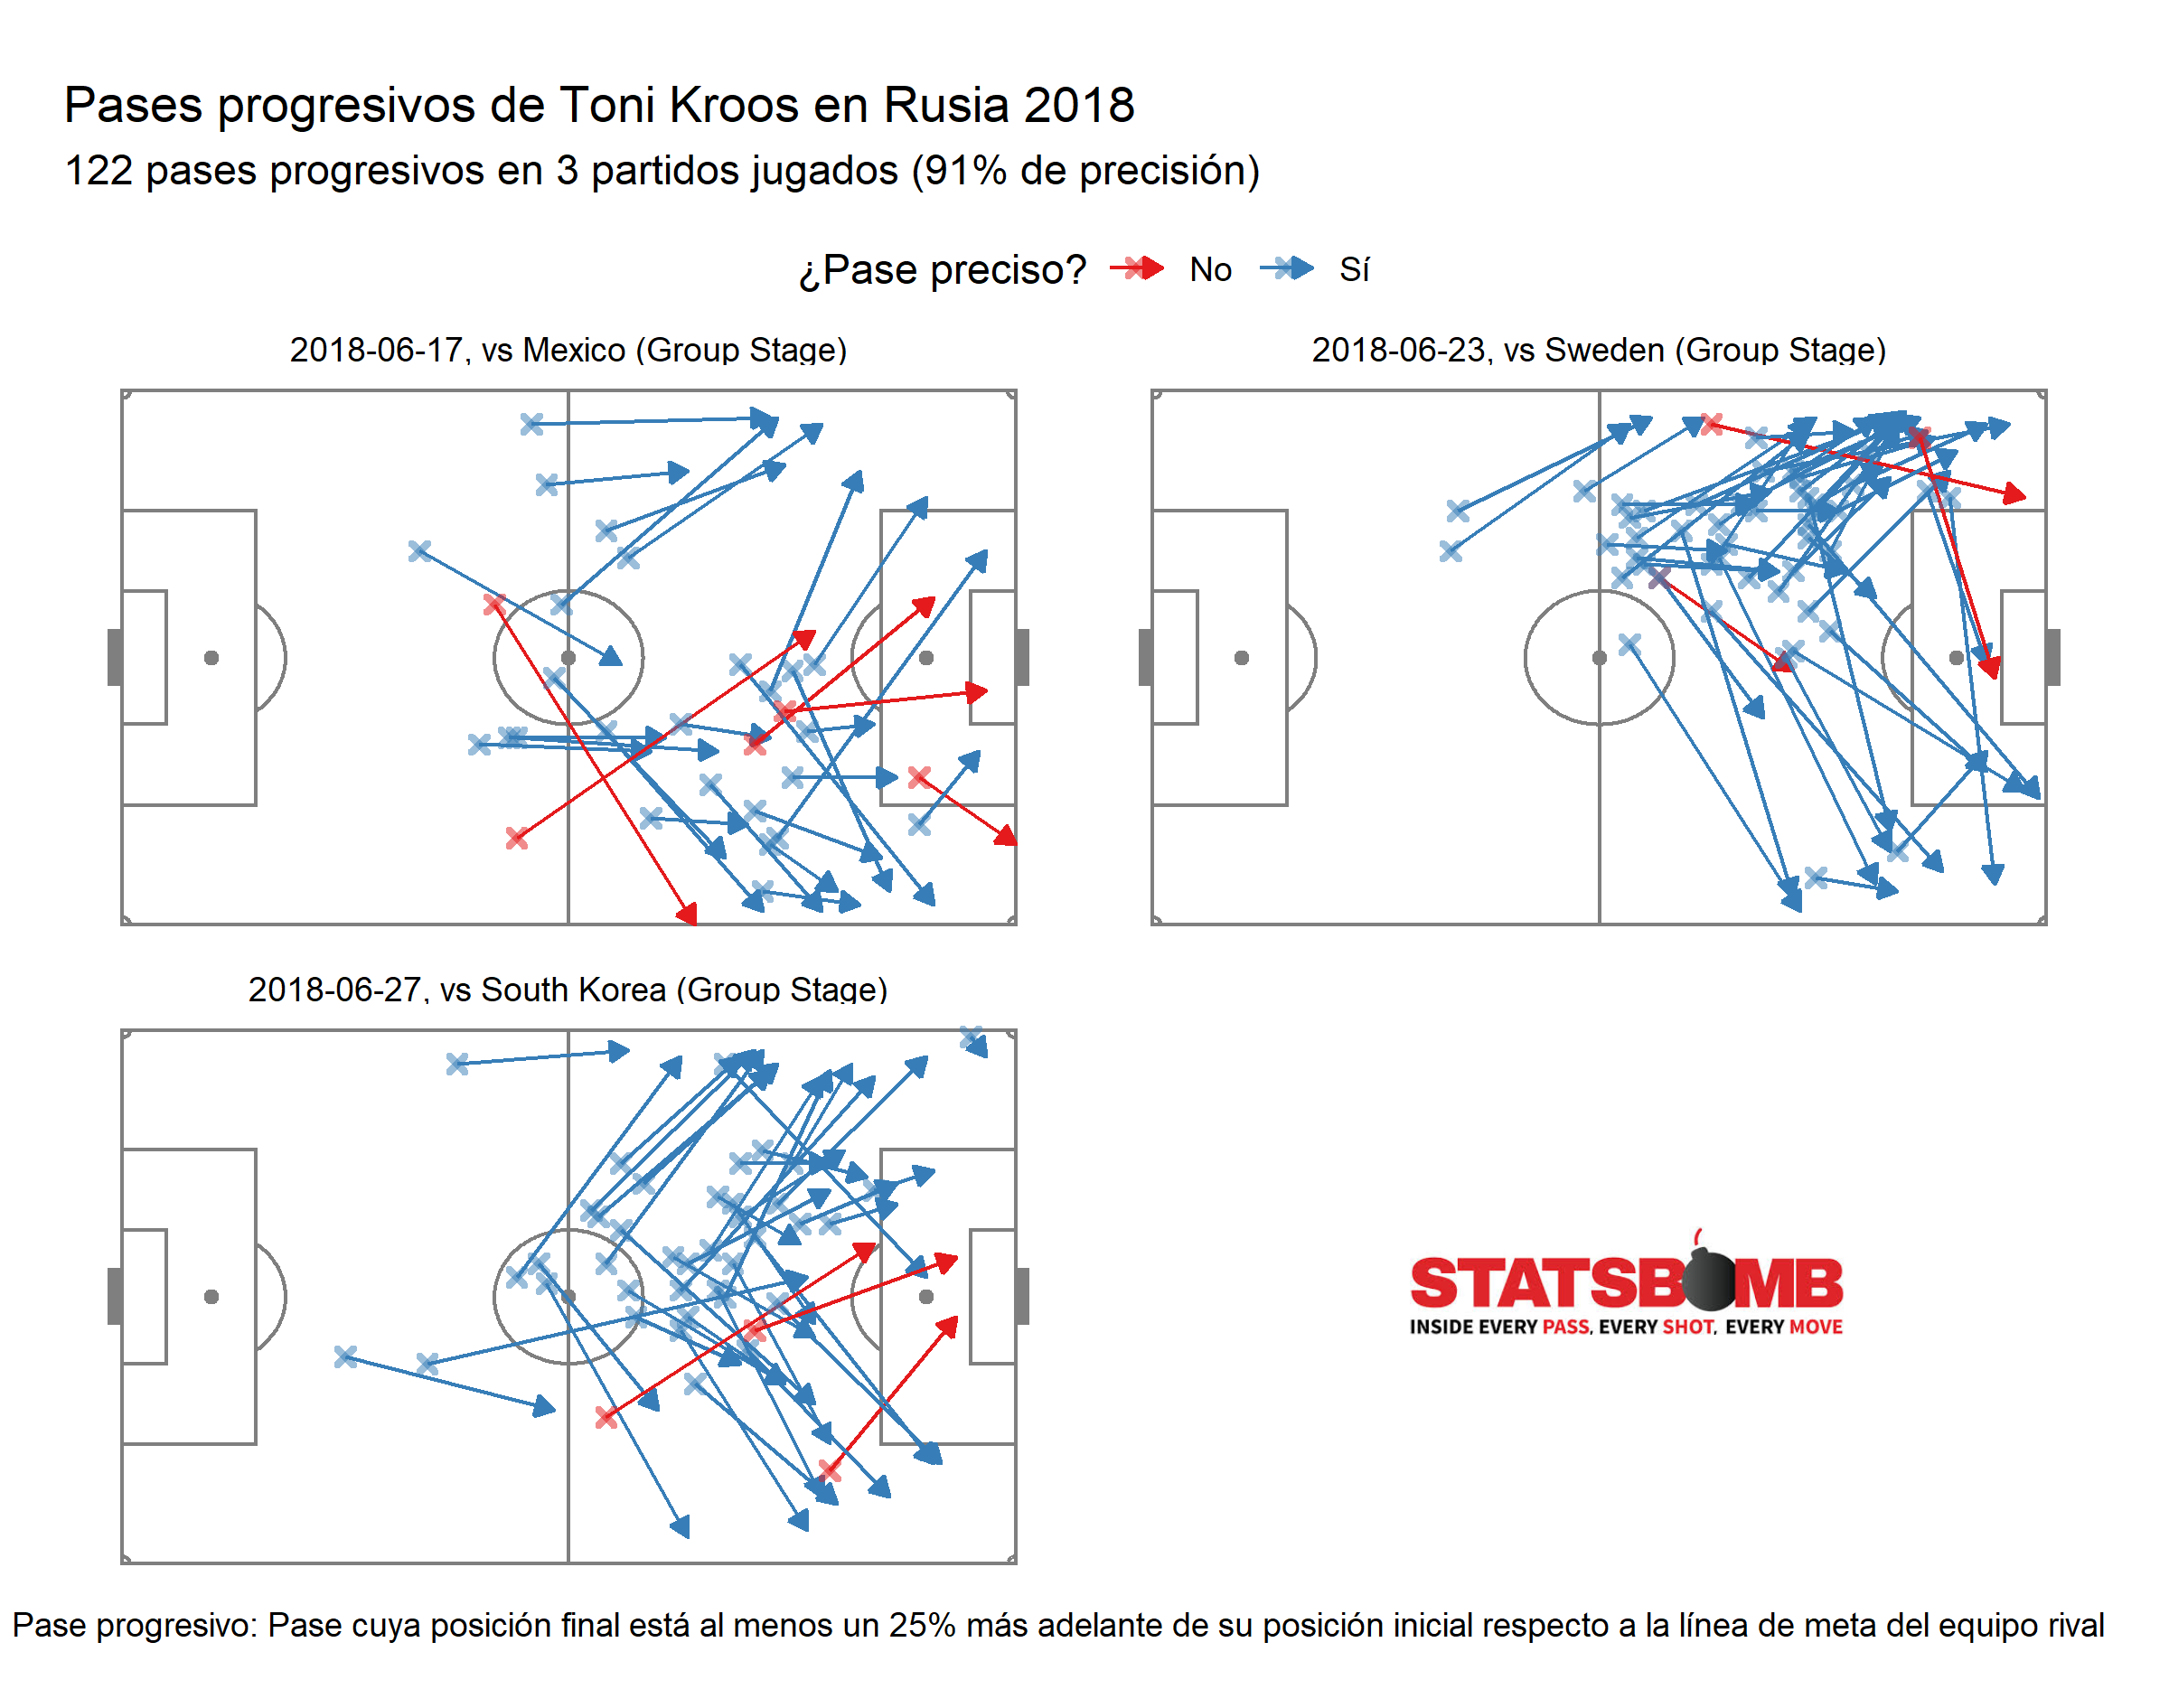 Pases progresivos de Toni Kroos en Rusia 2018
122 pases progresivos en 3 partidos jugados (91% de precisión)
¿Pase preciso? No Sí
2018-06-17, vs Mexico (Group Stage)
2018-06-23, vs Sweden (Group Stage)
2018-06-27, vs South Korea (Group Stage)
STATSBOMB
INSIDE EVERY PASS, EVERY SHOT, EVERY MOVE
Pase progresivo: Pase cuya posición final está al menos un 25% más adelante de su posición inicial respecto a la línea de meta del equipo rival